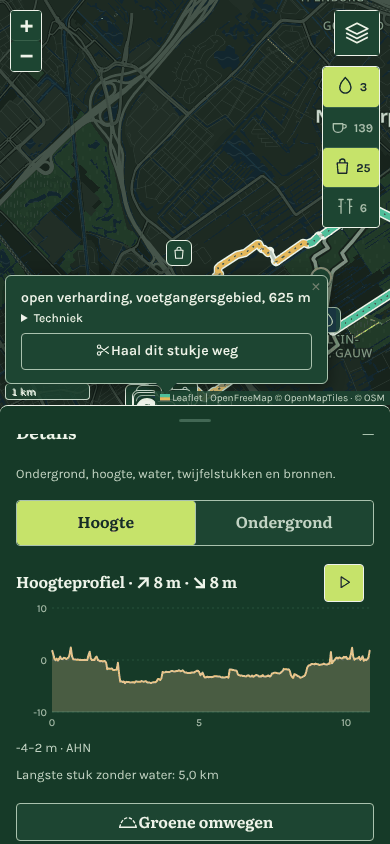 +
−
3
139
25
6
×
open verharding, voetgangersgebied, 625 m
▶ Techniek
Haal dit stukje weg
GAUW
1 km
Leaflet | OpenFreeMap © OpenMapTiles · © OSM
Details
Ondergrond, hoogte, water, twijfelstukken en bronnen.
Hoogte
Ondergrond
Hoogteprofiel · ↗ 8 m · ↘ 8 m
10
0
-10
0
5
10
-4–2 m · AHN
Langste stuk zonder water: 5,0 km
Groene omwegen